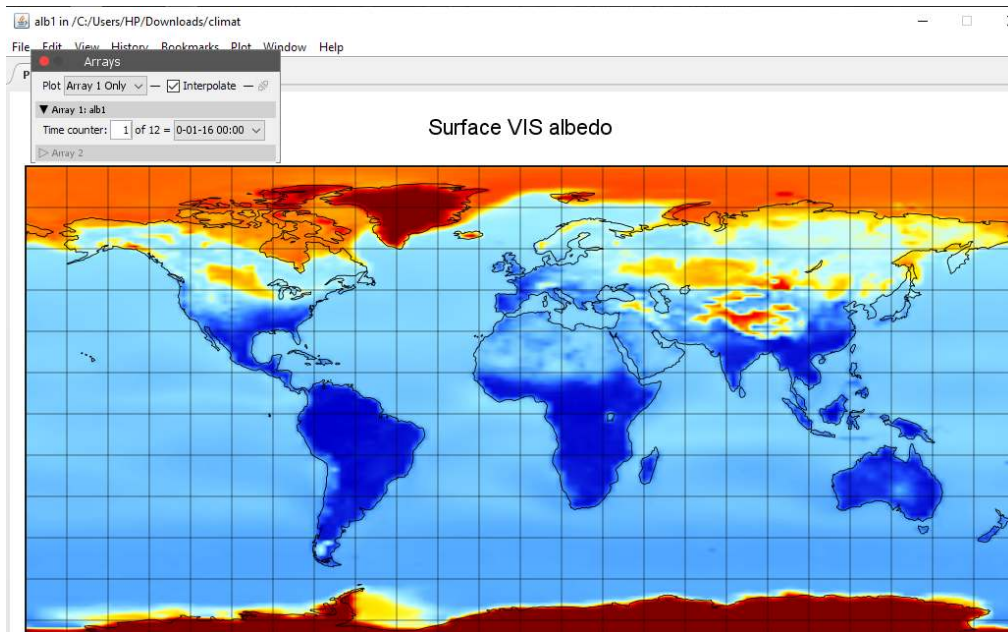 alb1 in /C:/Users/HP/Downloads/climat
File Edit View History Bookmarks Plot Window Help
Arrays
Plot Array 1 Only Interpolate
Array 1: alb1
Time counter: 1 of 12 = 0-01-16 00:00
Array 2
Surface VIS albedo